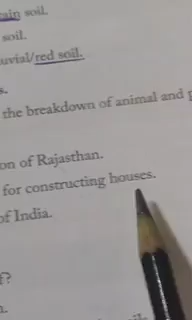 soil.
soil.
uvial/red soil.
s.
the breakdown of animal and
on of Rajasthan.
for constructing houses.
of India.
f?